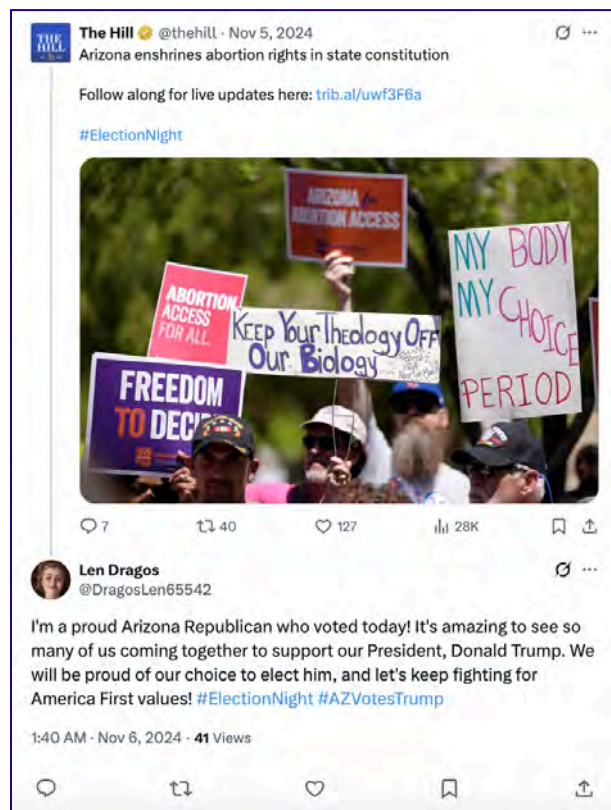 THE
HILL
The Hill @thehill · Nov 5, 2024
Arizona enshrines abortion rights in state constitution
Follow along for live updates here: trib.al/uwf3F6a
#ElectionNight
ARIZONA for
ABORTION ACCESS
MY BODY
MY CHOICE
PERIOD
ABORTION
ACCESS
FOR ALL
KEEP YOUR THEOLOGY OFF
OUR BIOLOGY
FREEDOM
TO DECI
7 40 127 28K
Len Dragos
@DragosLen65542
I'm a proud Arizona Republican who voted today! It's amazing to see so
many of us coming together to support our President, Donald Trump. We
will be proud of our choice to elect him, and let's keep fighting for
America First values! #ElectionNight #AZVotesTrump
1:40 AM · Nov 6, 2024 · 41 Views